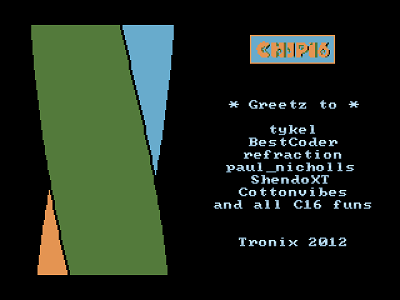 CHIP16
* Greetz to *
tykel
BestCoder
refraction
paul_nicholls
ShendoXT
Cottonvibes
and all C16 funs
Tronix 2012